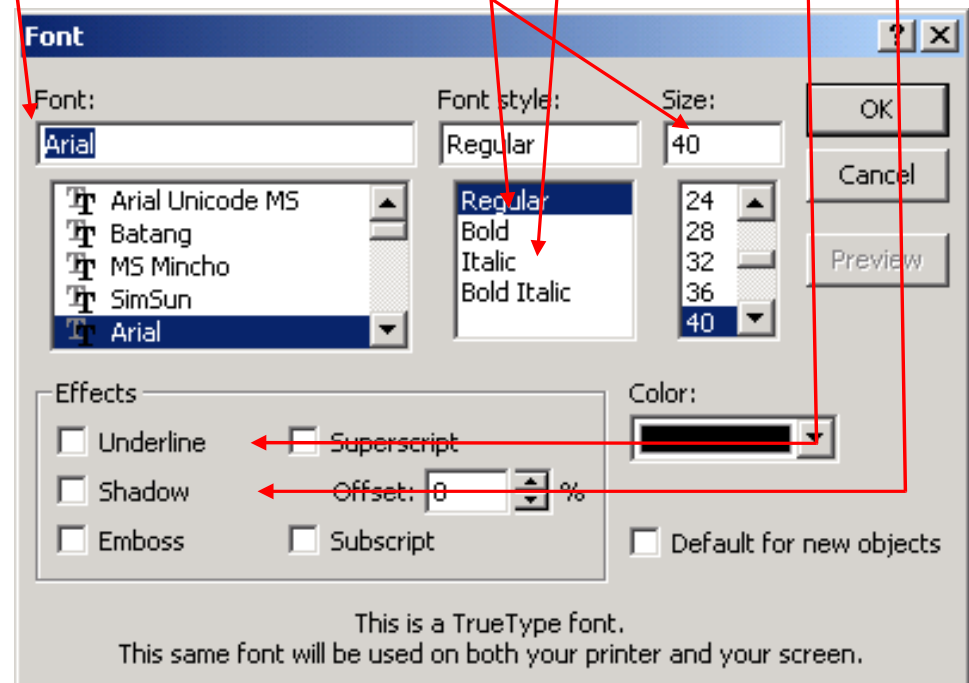 Font
Font: Font style: Size:
Arial Regular 40
OK
Cancel
Preview
Arial Unicode MS
Batang
MS Mincho
SimSun
Arial
Regular
Bold
Italic
Bold Italic
24
28
32
36
40
Effects
Underline Superscript
Shadow Offset: 0 %
Emboss Subscript
Color:
Default for new objects
This is a TrueType font.
This same font will be used on both your printer and your screen.